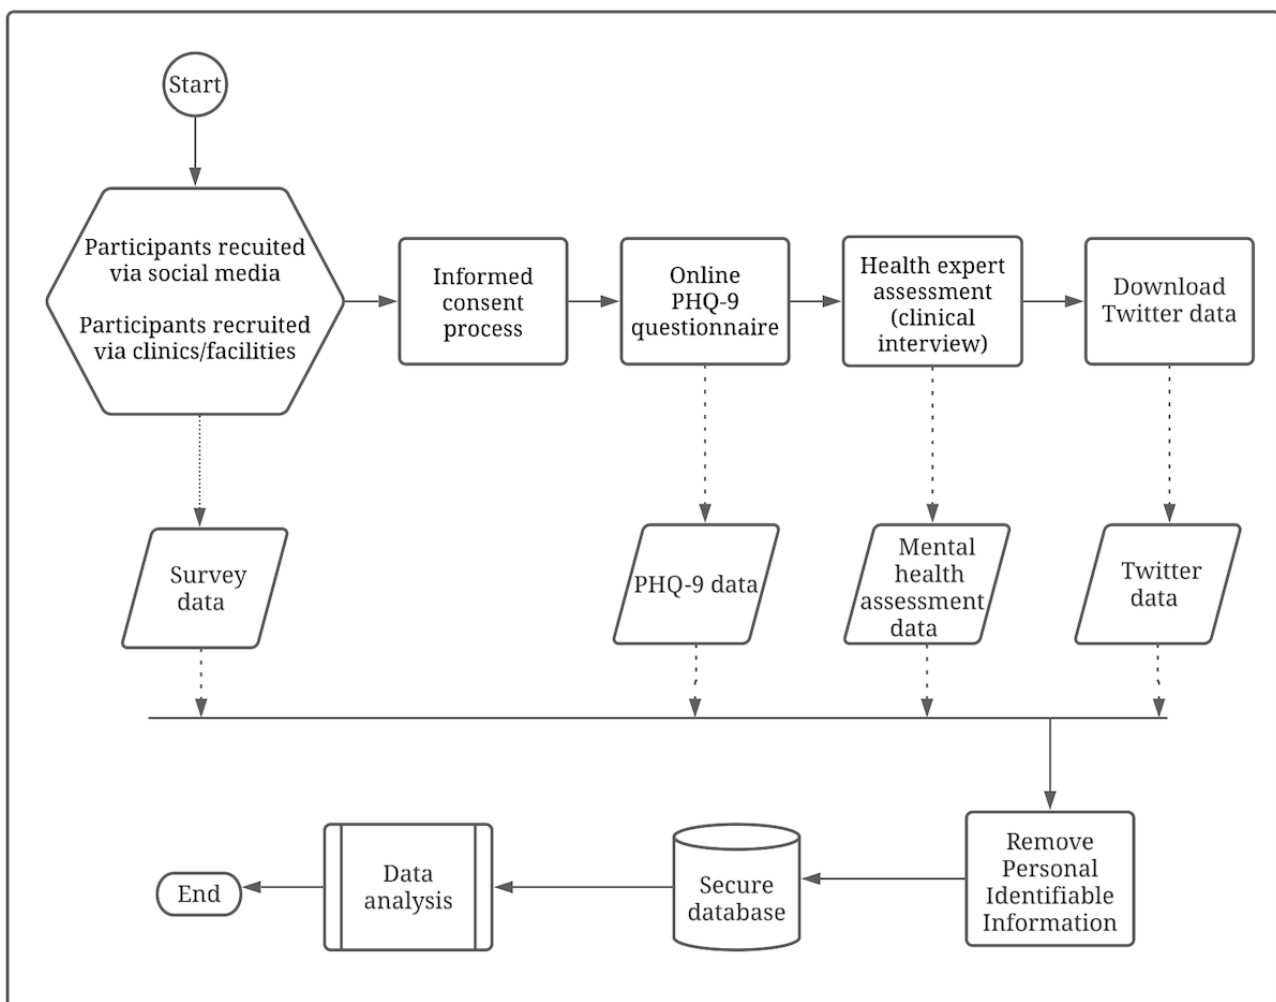 Start
Participants recuited
via social media
Participants recruited
via clinics/facilities
Informed
consent
process
Online
PHQ-9
questionnaire
Health expert
assessment
(clinical
interview)
Download
Twitter data
Survey
data
PHQ-9 data
Mental
health
assessment
data
Twitter
data
Remove
Personal
Identifiable
Information
Secure
database
Data
analysis
End